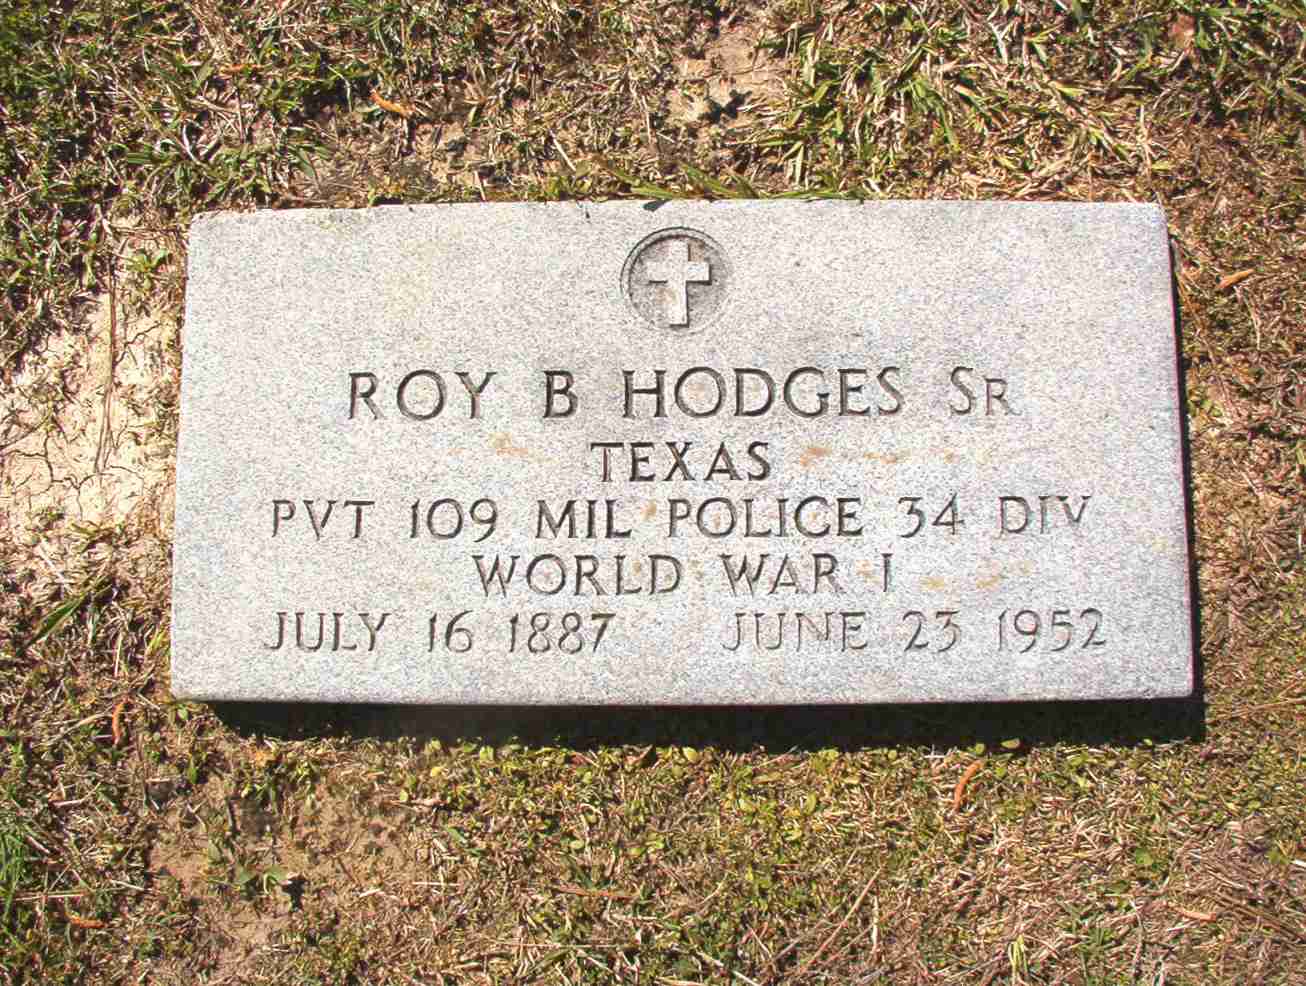 ROY B HODGES SR
TEXAS
PVT 109 MIL POLICE 34 DIV
WORLD WAR I
JULY 16 1887 JUNE 23 1952